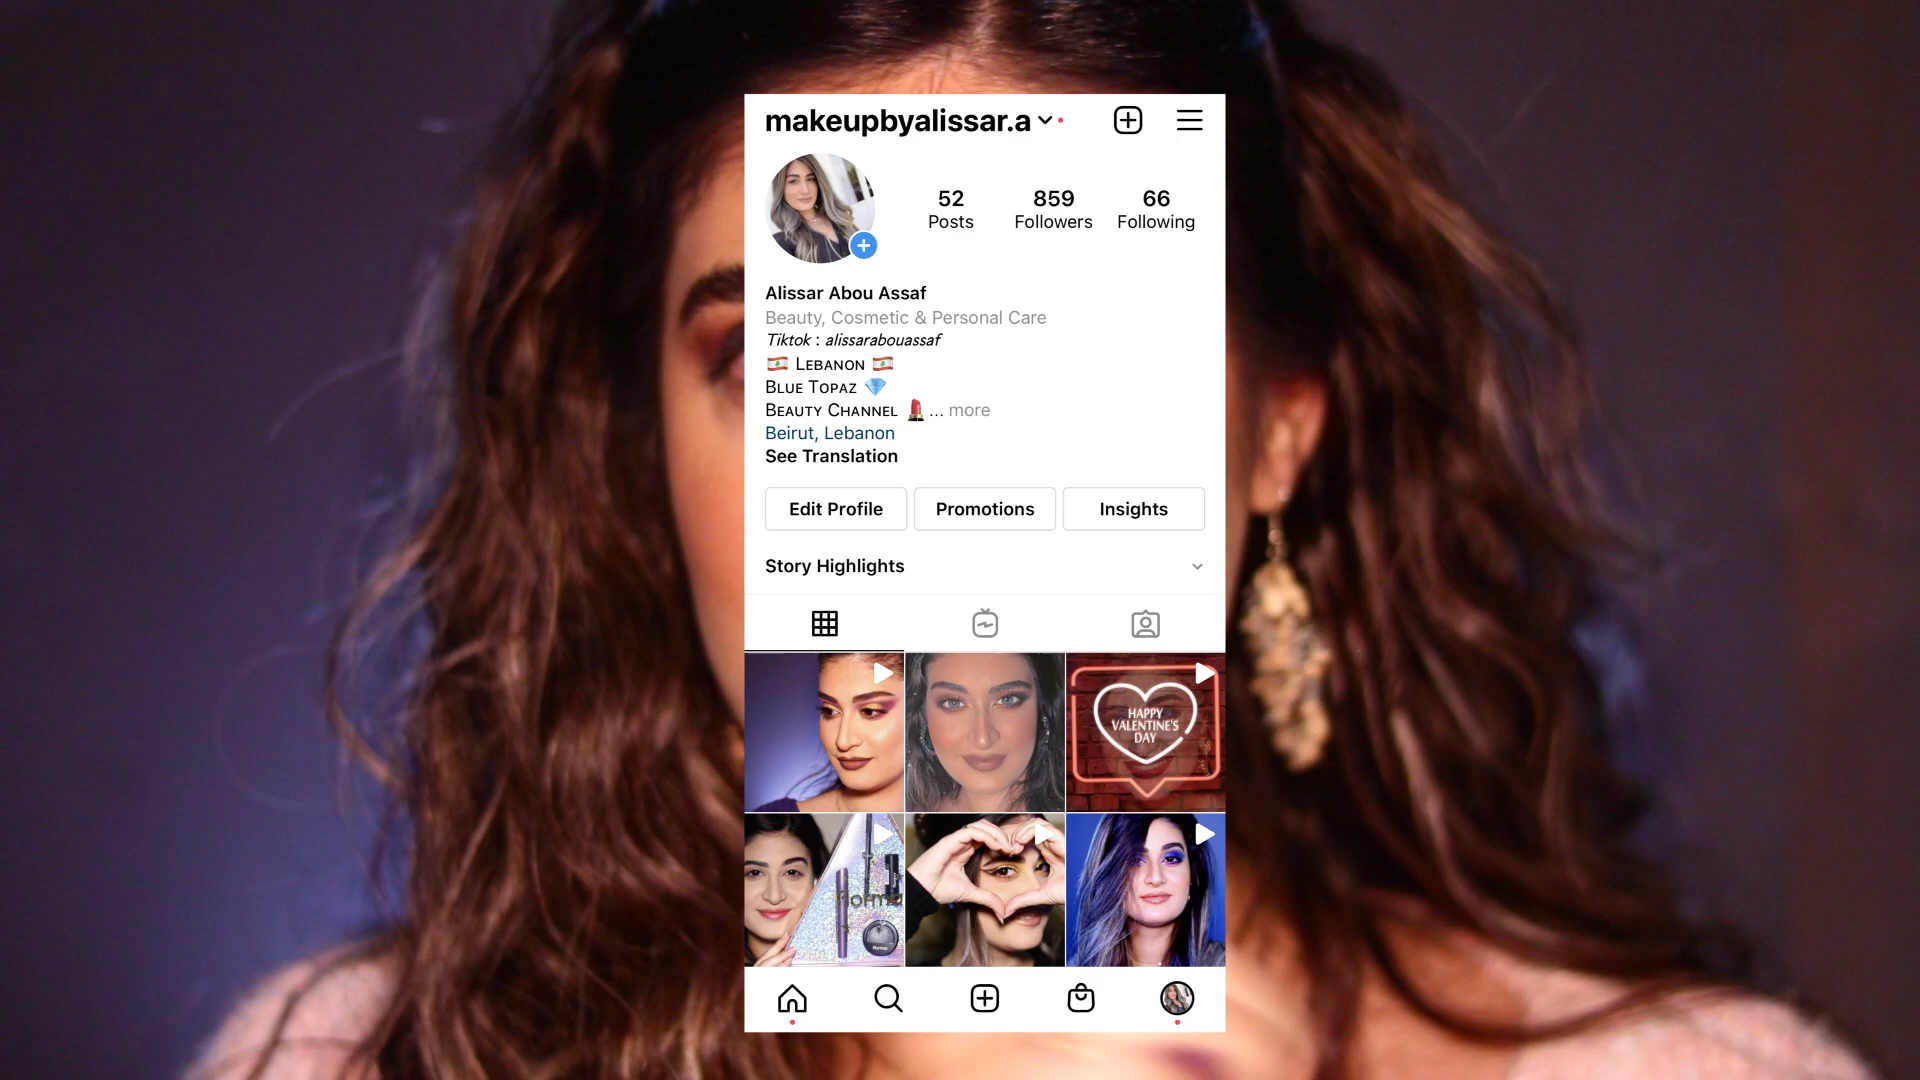 makeupbyalissar.a
52 859 66
Posts Followers Following
Alissar Abou Assaf
Beauty, Cosmetic & Personal Care
Tiktok : alissarabouassaf
🇱🇧 Lebanon 🇱🇧
Blue Topaz 💎
Beauty Channel 💄... more
Beirut, Lebanon
See Translation
Edit Profile Promotions Insights
Story Highlights
HAPPY
VALENTINE'S
DAY